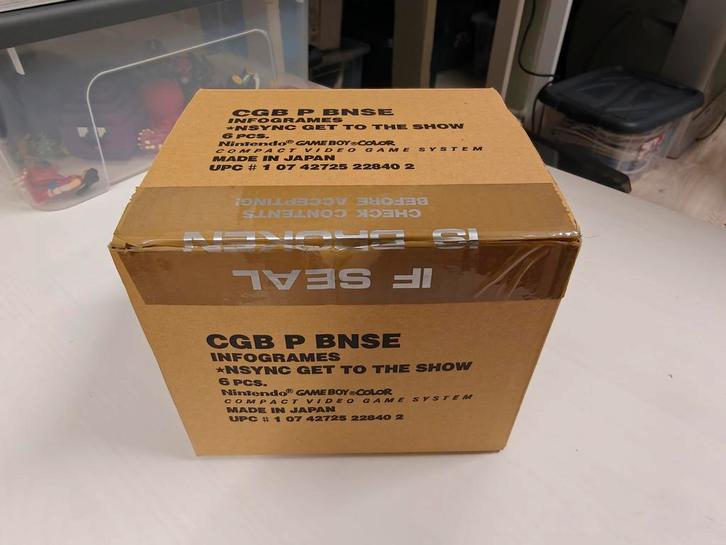 CGB P BNSE
INFOGRAMES
★NSYNC GET TO THE SHOW
6 PCS.
Nintendo® GAME BOY® COLOR
COMPACT VIDEO GAME SYSTEM
MADE IN JAPAN
UPC # 1 07 42725 22840 2
IF SEAL
IS BROKEN
CHECK CONTENTS
BEFORE ACCEPTING!
CGB P BNSE
INFOGRAMES
★NSYNC GET TO THE SHOW
6 PCS.
Nintendo® GAME BOY® COLOR
COMPACT VIDEO GAME SYSTEM
MADE IN JAPAN
UPC # 1 07 42725 22840 2